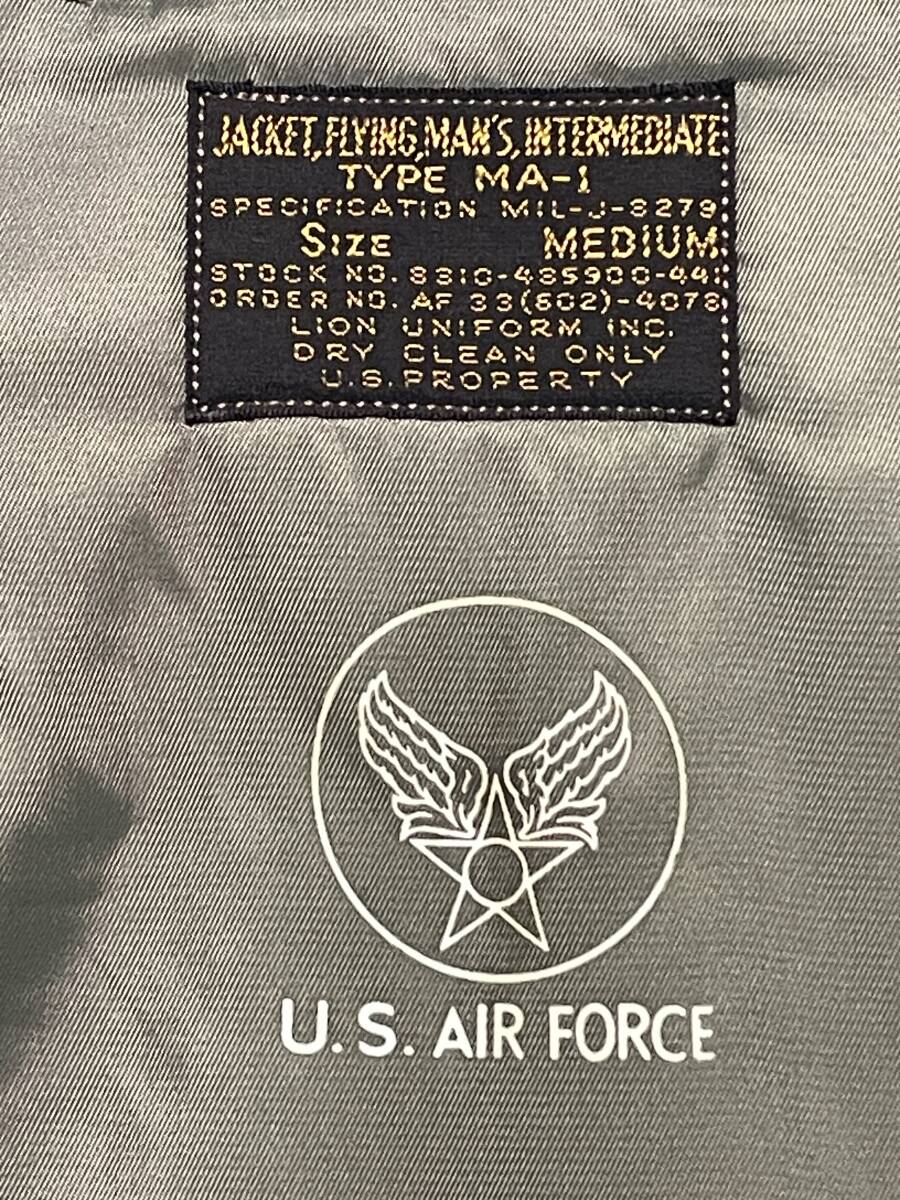 JACKET, FLYING, MAN'S, INTERMEDIATE
TYPE MA-1
SPECIFICATION MIL-J-8279
SIZE MEDIUM
STOCK NO. 8310-485900-441
ORDER NO. AF 33(602)-4078
LION UNIFORM INC.
DRY CLEAN ONLY
U.S. PROPERTY
U.S. AIR FORCE